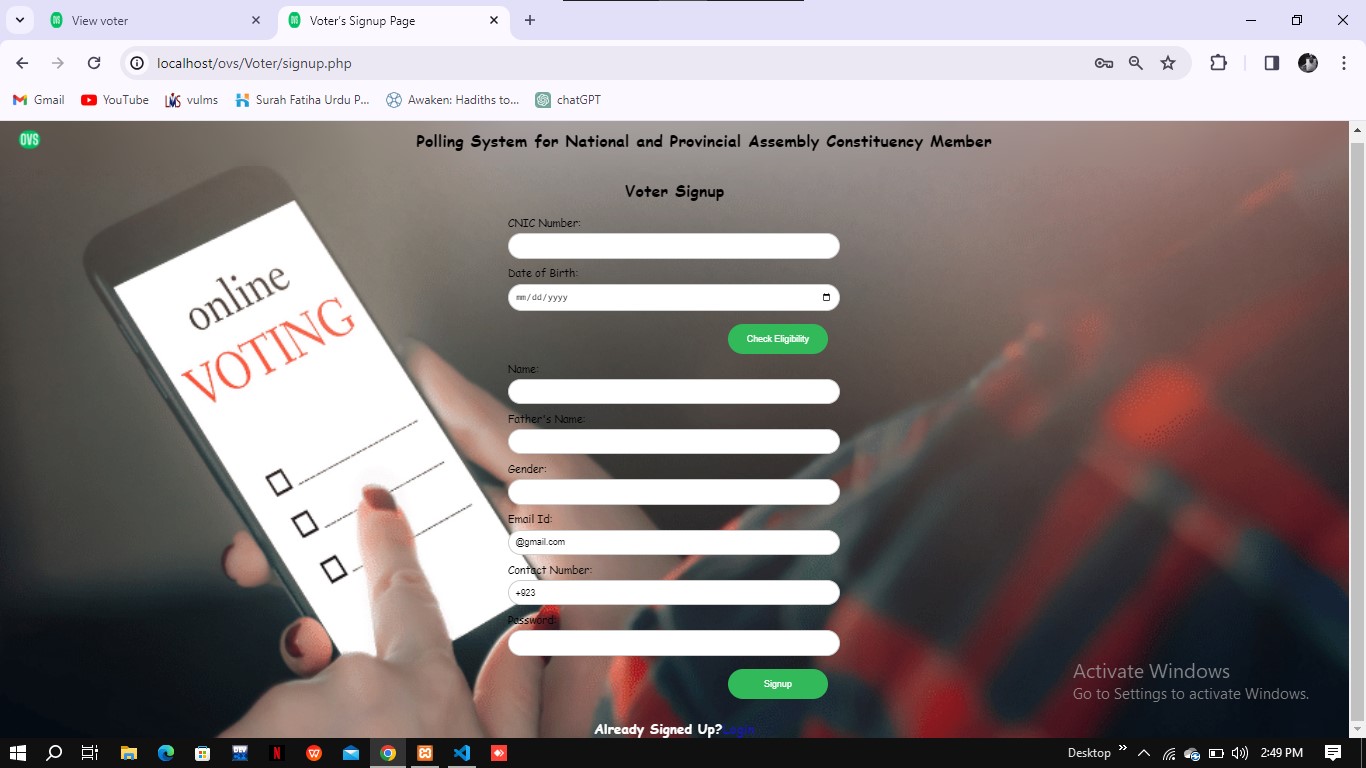 View voter
Voter's Signup Page
localhost/ovs/Voter/signup.php
Gmail
YouTube
vulms
Surah Fatiha Urdu P...
Awaken: Hadiths to...
chatGPT
OVS
Polling System for National and Provincial Assembly Constituency Member
Voter Signup
CNIC Number:
Date of Birth:
mm/dd/yyyy
Check Eligibility
Name:
Father's Name:
Gender:
Email Id:
@gmail.com
Contact Number:
+923
Password:
Signup
Already Signed Up?Login
online
VOTING
Activate Windows
Go to Settings to activate Windows.
Desktop
2:49 PM